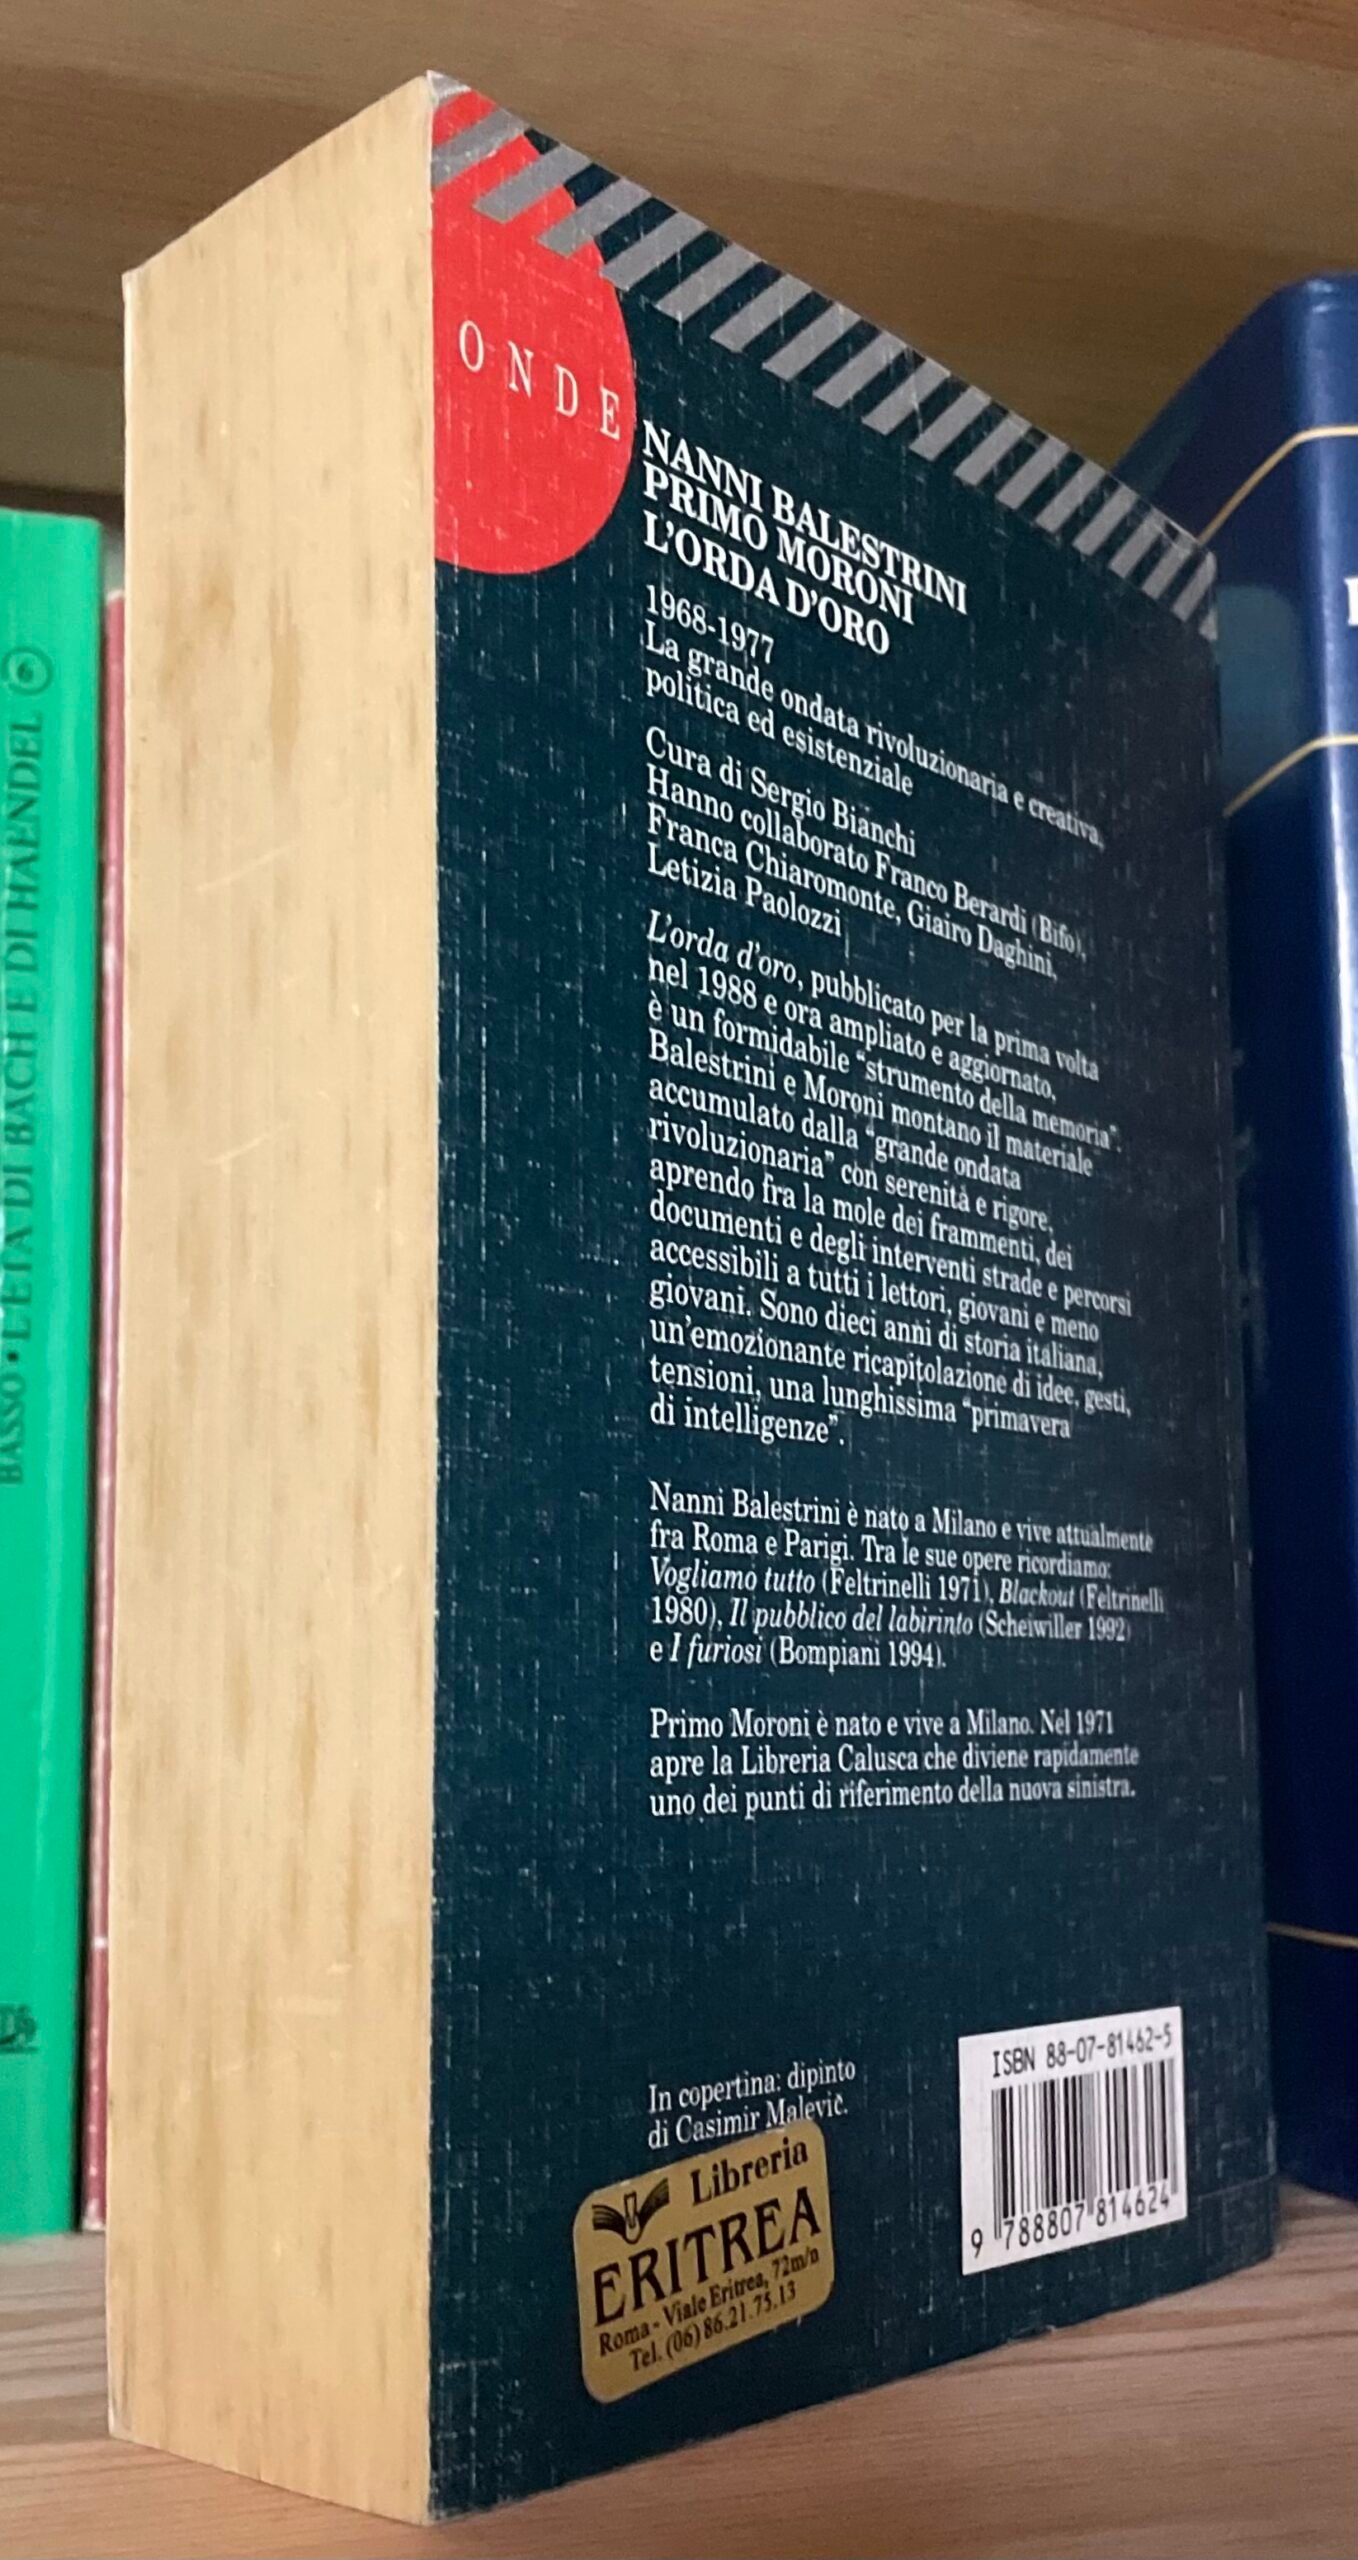 ONDE
NANNI BALESTRINI
PRIMO MORONI
L'ORDA D'ORO
1968-1977
La grande ondata rivoluzionaria e creativa,
politica ed esistenziale
Cura di Sergio Bianchi
Hanno collaborato Franco Berardi (Bifo),
Franca Chiaromonte, Giairo Daghini,
Letizia Paolozzi
L'orda d'oro, pubblicato per la prima volta
nel 1988 e ora ampliato e aggiornato,
è un formidabile “strumento della memoria”.
Balestrini e Moroni montano il materiale
accumulato dalla “grande ondata
rivoluzionaria” con serenità e rigore,
aprendo fra la mole dei frammenti, dei
documenti e degli interventi strade e percorsi
accessibili a tutti i lettori, giovani e meno
giovani. Sono dieci anni di storia italiana,
un'emozionante ricapitolazione di idee, gesti,
tensioni, una lunghissima “primavera
di intelligenze”.
Nanni Balestrini è nato a Milano e vive attualmente
fra Roma e Parigi. Tra le sue opere ricordiamo:
Vogliamo tutto (Feltrinelli 1971), Blackout (Feltrinelli
1980), Il pubblico del labirinto (Scheiwiller 1992)
e I furiosi (Bompiani 1994).
Primo Moroni è nato e vive a Milano. Nel 1971
apre la Libreria Calusca che diviene rapidamente
uno dei punti di riferimento della nuova sinistra.
In copertina: dipinto
di Casimir Malevič.
ISBN 88-07-81462-5
9 788807 814624
Libreria
ERITREA
Roma - Viale Eritrea, 72m/n
Tel. (06) 86.21.75.13
BASSO • L'ETÀ DI BACH E DI HAENDEL 6